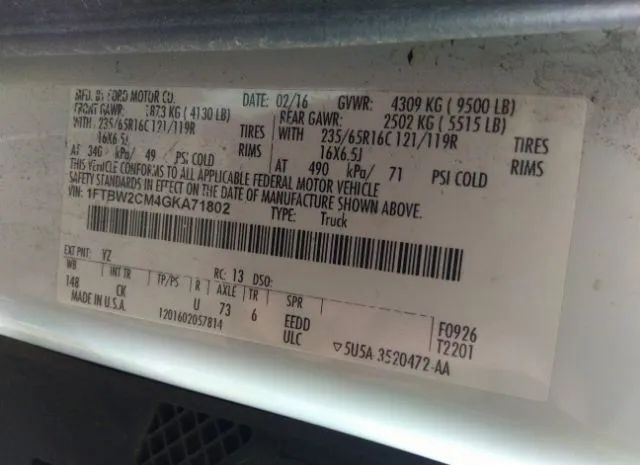 MFD. BY FORD MOTOR CO. DATE: 02/16 GVWR: 4309 KG ( 9500 LB)
FRONT GAWR: 1873 KG ( 4130 LB) REAR GAWR: 2502 KG ( 5515 LB)
WITH 235/65R16C 121/119R TIRES WITH 235/65R16C 121/119R TIRES
16X6.5J RIMS 16X6.5J RIMS
AT 340 kPa/ 49 PSI COLD AT 490 kPa/ 71 PSI COLD
THIS VEHICLE CONFORMS TO ALL APPLICABLE FEDERAL MOTOR VEHICLE
SAFETY STANDARDS IN EFFECT ON THE DATE OF MANUFACTURE SHOWN ABOVE.
VIN: 1FTBW2CM4GKA71802 TYPE: Truck
EXT PNT: YZ RC: 13 DSO:
WB INT TR TP/PS R AXLE TR SPR
148 CK U 73 6 EEDD F0926
MADE IN U.S.A. 1201602057814 ULC T2201
▽5U5A-3520472-AA